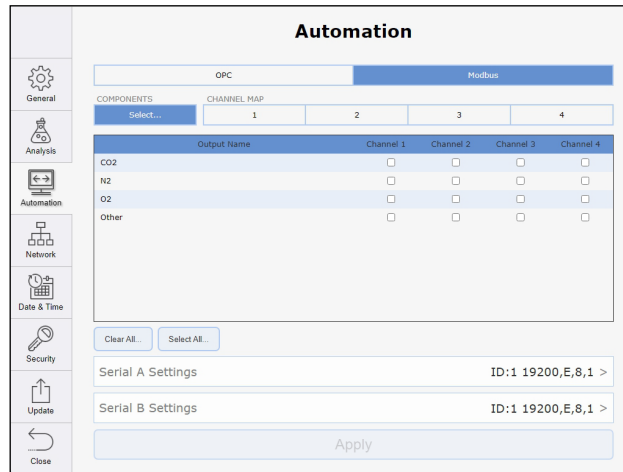 Automation
General
Analysis
Automation
Network
Date & Time
Security
Update
Close
OPC Modbus
COMPONENTS CHANNEL MAP
Select... 1 2 3 4
Output Name Channel 1 Channel 2 Channel 3 Channel 4
CO2
N2
O2
Other
Clear All... Select All...
Serial A Settings ID:1 19200,E,8,1 >
Serial B Settings ID:1 19200,E,8,1 >
Apply